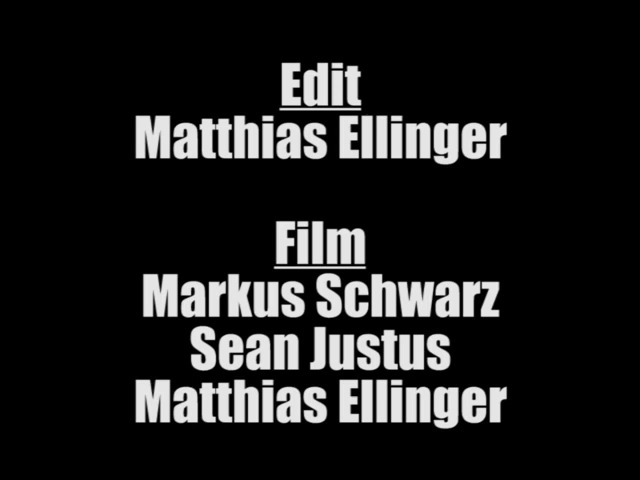 Edit
Matthias Ellinger
Film
Markus Schwarz
Sean Justus
Matthias Ellinger